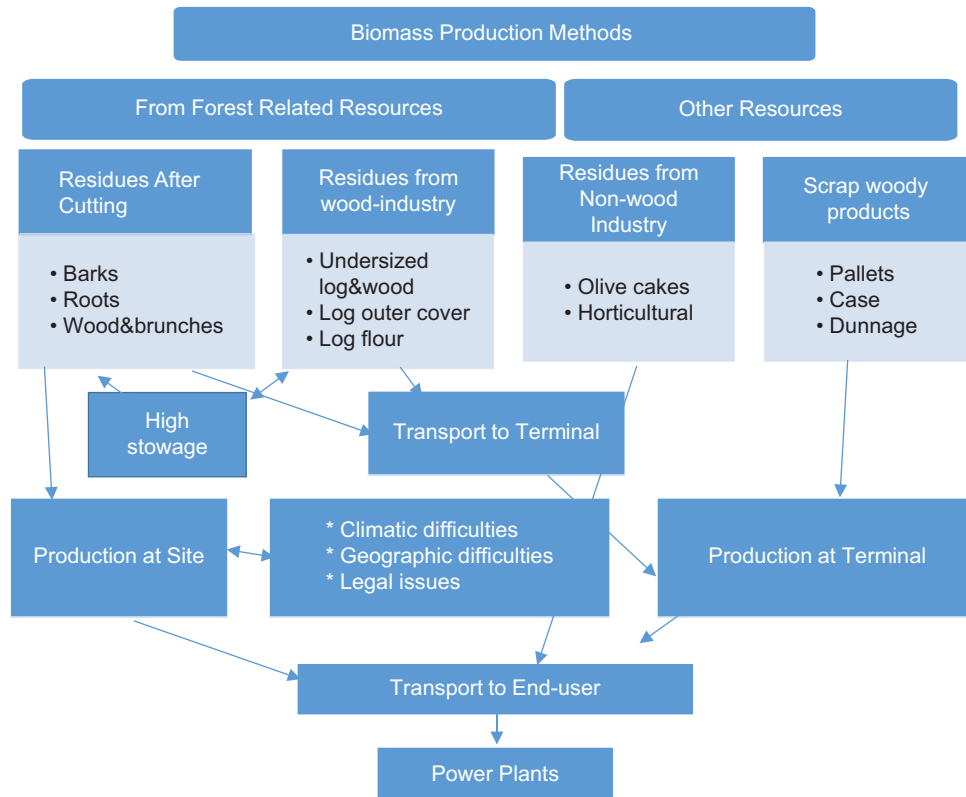 Biomass Production Methods
From Forest Related Resources
Other Resources
Residues After
Cutting
• Barks
• Roots
• Wood&brunches
Residues from
wood-industry
• Undersized
log&wood
• Log outer cover
• Log flour
Residues from
Non-wood
Industry
• Olive cakes
• Horticultural
Scrap woody
products
• Pallets
• Case
• Dunnage
High
stowage
Transport to Terminal
Production at Site
* Climatic difficulties
* Geographic difficulties
* Legal issues
Production at Terminal
Transport to End-user
Power Plants